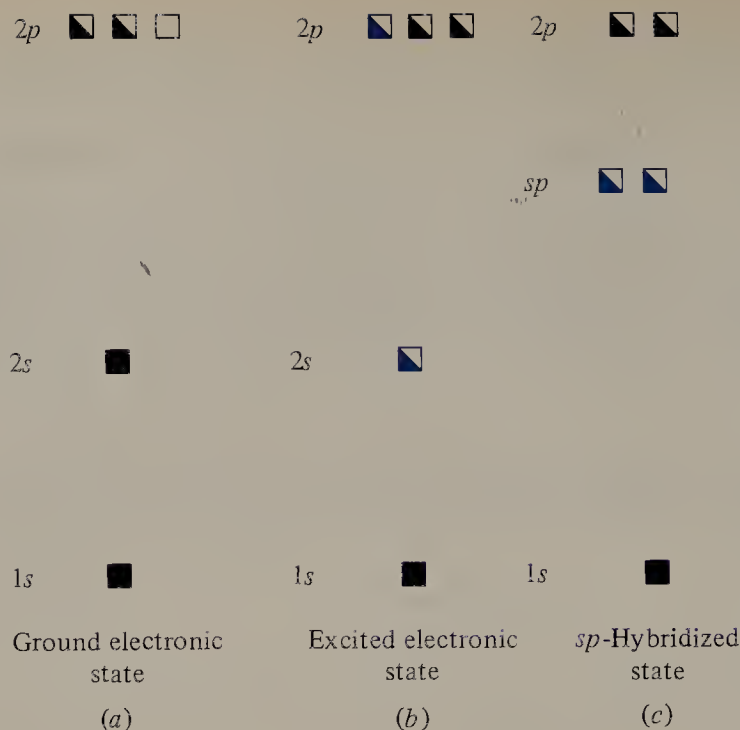 2p 2p 2p
sp
2s 2s
1s 1s 1s
Ground electronic state
(a)
Excited electronic state
(b)
sp-Hybridized state
(c)